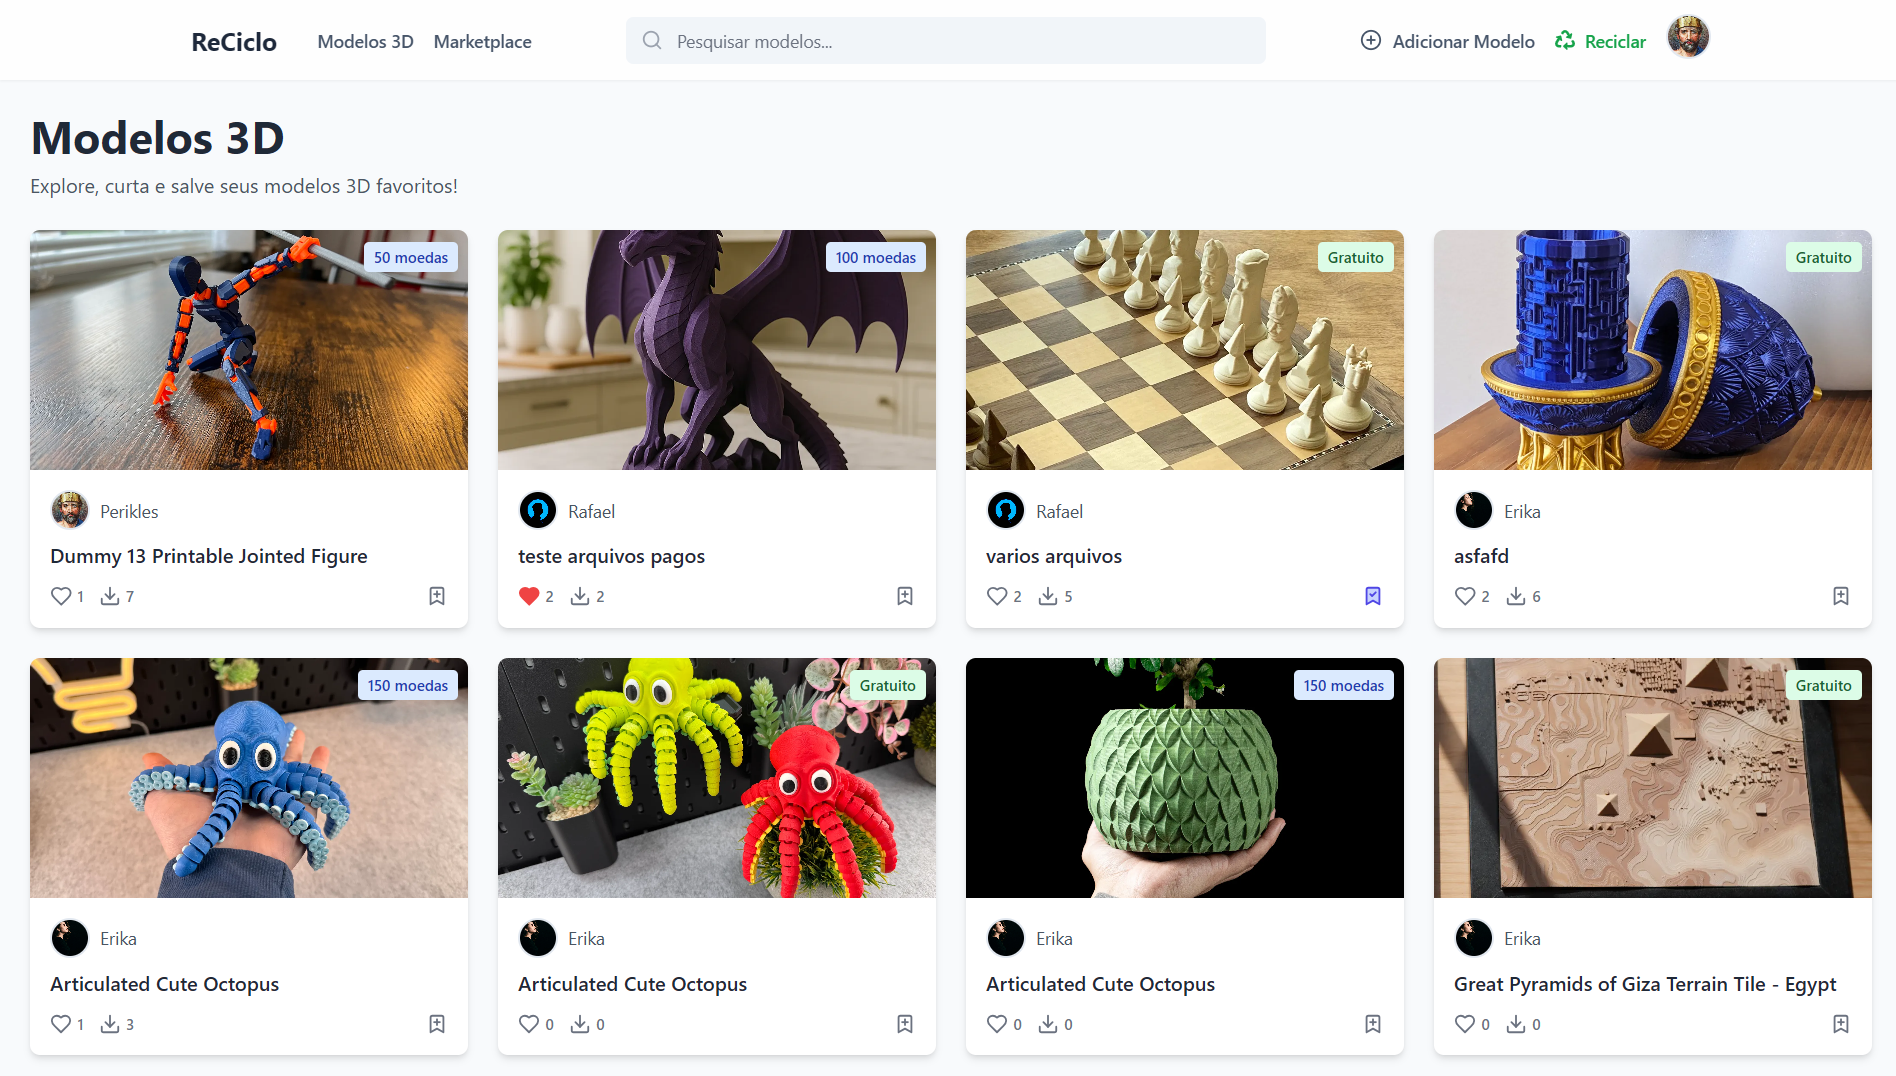 ReCiclo
Modelos 3D
Marketplace
Pesquisar modelos...
Adicionar Modelo
Reciclar
Modelos 3D
Explore, curta e salve seus modelos 3D favoritos!
50 moedas
Perikles
Dummy 13 Printable Jointed Figure
1 7
100 moedas
Rafael
teste arquivos pagos
2 2
Gratuito
Rafael
varios arquivos
2 5
Gratuito
Erika
asfafd
2 6
150 moedas
Erika
Articulated Cute Octopus
1 3
Gratuito
Erika
Articulated Cute Octopus
0 0
150 moedas
Erika
Articulated Cute Octopus
0 0
Gratuito
Erika
Great Pyramids of Giza Terrain Tile - Egypt
0 0